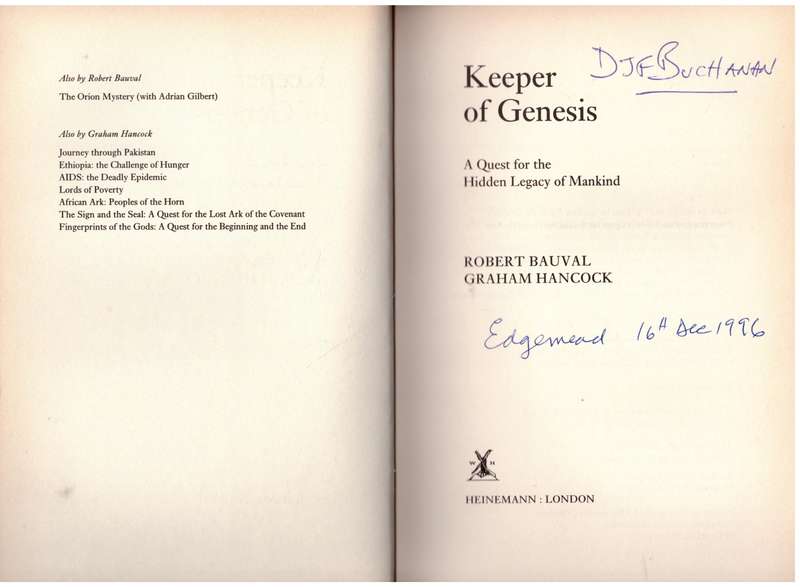 Also by Robert Bauval
The Orion Mystery (with Adrian Gilbert)
Also by Graham Hancock
Journey through Pakistan
Ethiopia: the Challenge of Hunger
AIDS: the Deadly Epidemic
Lords of Poverty
African Ark: Peoples of the Horn
The Sign and the Seal: A Quest for the Lost Ark of the Covenant
Fingerprints of the Gods: A Quest for the Beginning and the End
DJF BUCHANAN
Keeper
of Genesis
A Quest for the
Hidden Legacy of Mankind
ROBERT BAUVAL
GRAHAM HANCOCK
Edgemead 16th Dec 1996
W H
HEINEMANN : LONDON